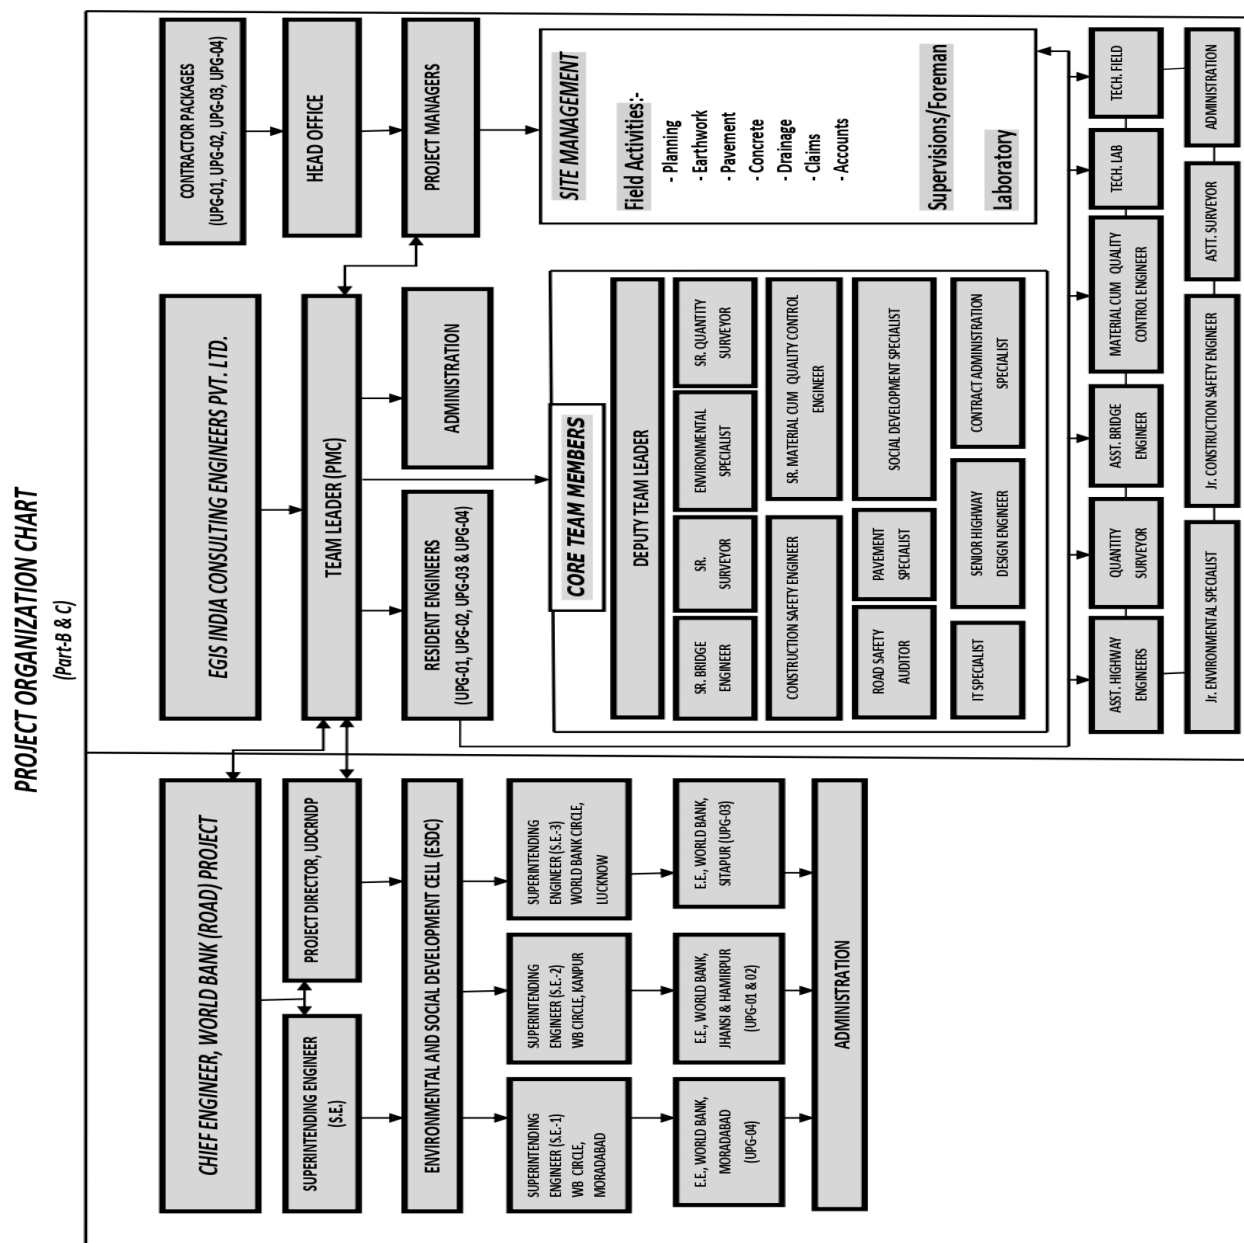 PROJECT ORGANIZATION CHART
(Part-B & C)
CHIEF ENGINEER, WORLD BANK (ROAD) PROJECT
SUPERINTENDING ENGINEER
(S.E.)
PROJECT DIRECTOR, UDCRNDP
ENVIRONMENTAL AND SOCIAL DEVELOPMENT CELL (ESDC)
SUPERINTENDING
ENGINEER (S.E.-1)
WB CIRCLE,
MORADABAD
SUPERINTENDING
ENGINEER (S.E.-2)
WB CIRCLE, KANPUR
SUPERINTENDING
ENGINEER (S.E.-3)
WORLD BANK CIRCLE,
LUCKNOW
E.E., WORLD BANK,
MORADABAD
(UPG-04)
E.E., WORLD BANK,
JHANSI & HAMIRPUR
(UPG-01 & 02)
E.E., WORLD BANK,
SITAPUR (UPG-03)
ADMINISTRATION
EGIS INDIA CONSULTING ENGINEERS PVT. LTD.
TEAM LEADER (PMC)
RESIDENT ENGINEERS
(UPG-01, UPG-02, UPG-03 & UPG-04)
ADMINISTRATION
CORE TEAM MEMBERS
DEPUTY TEAM LEADER
SR. BRIDGE
ENGINEER
SR.
SURVEYOR
ENVIRONMENTAL
SPECIALIST
SR. QUANTITY
SURVEYOR
CONSTRUCTION SAFETY ENGINEER
SR. MATERIAL CUM QUALITY CONTROL
ENGINEER
ROAD SAFETY
AUDITOR
PAVEMENT
SPECIALIST
SOCIAL DEVELOPMENT SPECIALIST
IT SPECIALIST
SENIOR HIGHWAY
DESIGN ENGINEER
CONTRACT ADMINISTRATION
SPECIALIST
CONTRACTOR PACKAGES
(UPG-01, UPG-02, UPG-03, UPG-04)
HEAD OFFICE
PROJECT MANAGERS
SITE MANAGEMENT
Field Activities:-
- Planning
- Earthwork
- Pavement
- Concrete
- Drainage
- Claims
- Accounts
Supervisions/Foreman
Laboratory
ASST. HIGHWAY
ENGINEERS
QUANTITY
SURVEYOR
ASST. BRIDGE
ENGINEER
MATERIAL CUM QUALITY
CONTROL ENGINEER
TECH. LAB
TECH. FIELD
Jr. ENVIRONMENTAL SPECIALIST
Jr. CONSTRUCTION SAFETY ENGINEER
ASTT. SURVEYOR
ADMINISTRATION